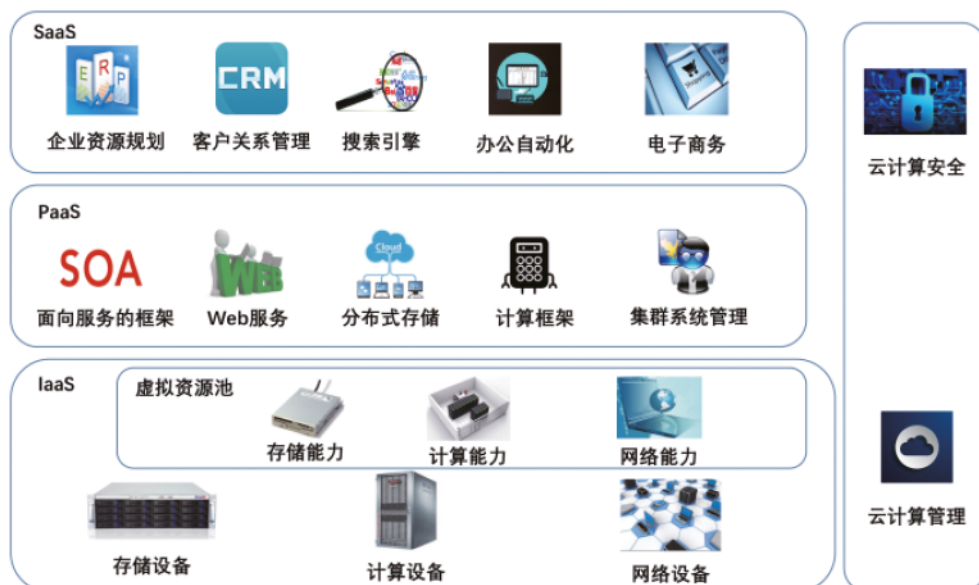 SaaS
E R P
CRM
Shopping
企业资源规划
客户关系管理
搜索引擎
办公自动化
电子商务
云计算安全
PaaS
SOA
WEB
Cloud
面向服务的框架
Web服务
分布式存储
计算框架
集群系统管理
IaaS
虚拟资源池
存储能力
计算能力
网络能力
存储设备
计算设备
网络设备
云计算管理